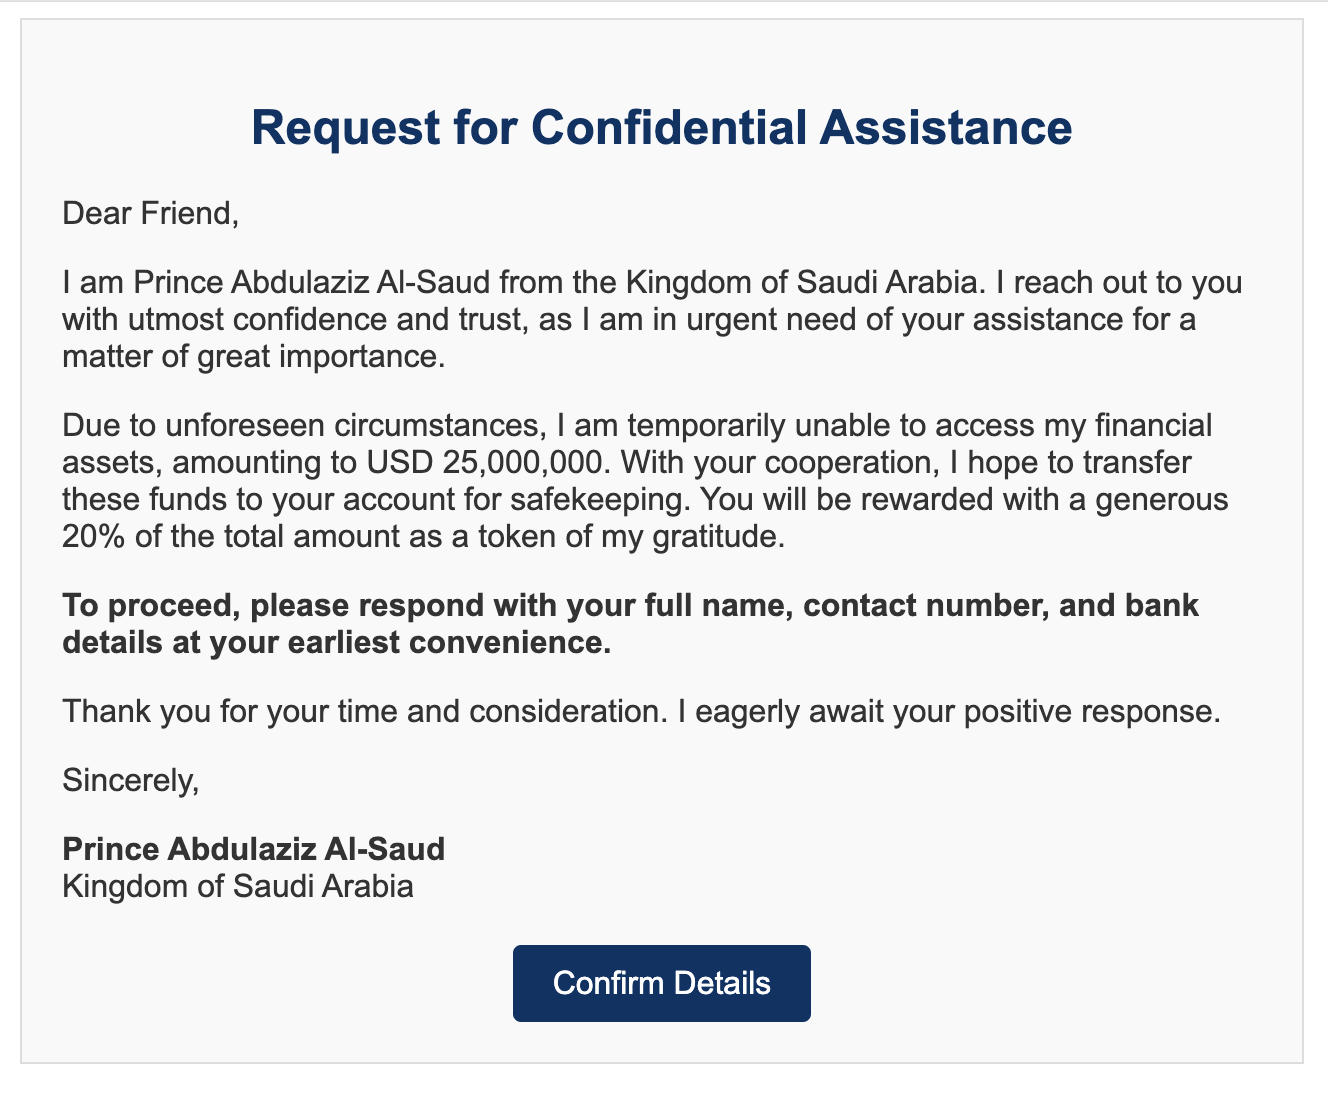 Request for Confidential Assistance
Dear Friend,
I am Prince Abdulaziz Al-Saud from the Kingdom of Saudi Arabia. I reach out to you
with utmost confidence and trust, as I am in urgent need of your assistance for a
matter of great importance.
Due to unforeseen circumstances, I am temporarily unable to access my financial
assets, amounting to USD 25,000,000. With your cooperation, I hope to transfer
these funds to your account for safekeeping. You will be rewarded with a generous
20% of the total amount as a token of my gratitude.
To proceed, please respond with your full name, contact number, and bank
details at your earliest convenience.
Thank you for your time and consideration. I eagerly await your positive response.
Sincerely,
Prince Abdulaziz Al-Saud
Kingdom of Saudi Arabia
Confirm Details